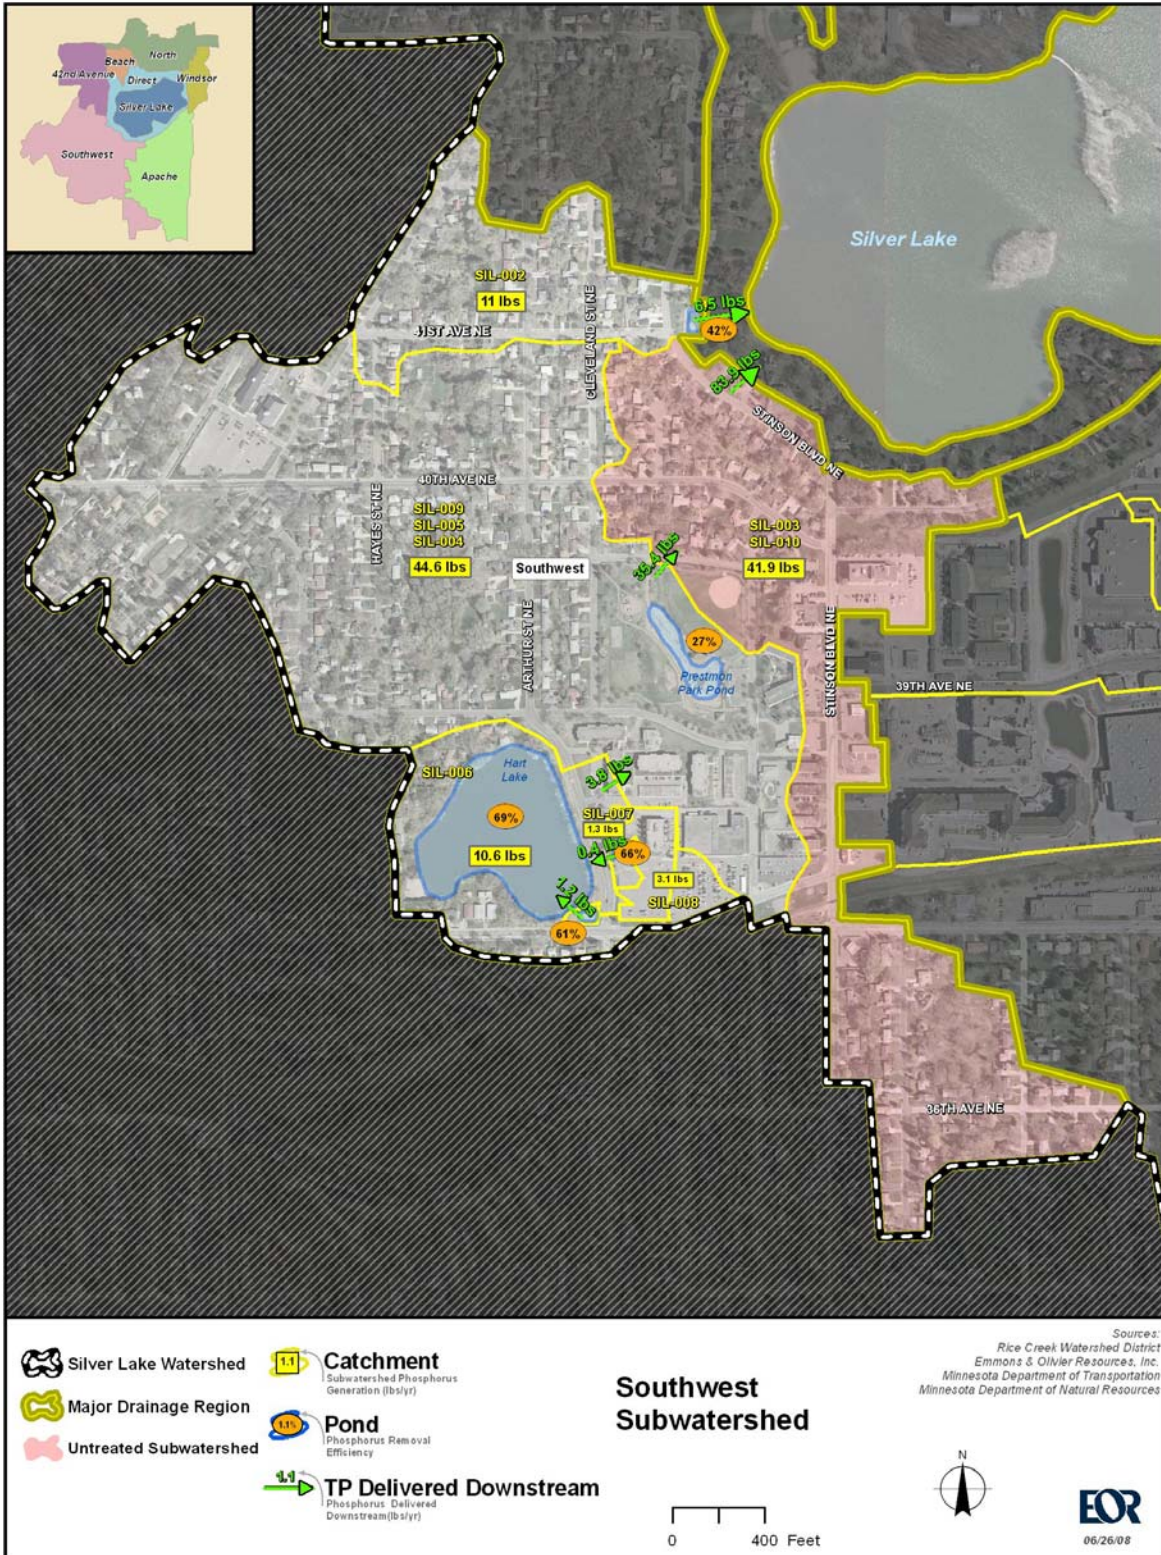 North
Beach
42nd Avenue
Direct
Windsor
Silver Lake
Southwest
Apache
Silver Lake
SIL-002
11 lbs
6.5 lbs
42%
41ST AVE NE
CLEVELAND ST NE
83.9 lbs
STINSON BLVD NE
40TH AVE NE
HAYES ST NE
SIL-009
SIL-005
SIL-004
44.6 lbs
Southwest
35.4 lbs
SIL-003
SIL-010
41.9 lbs
ARTHUR ST NE
27%
Prestmon
Park Pond
STINSON BLVD NE
39TH AVE NE
SIL-006
Hart
Lake
3.8 lbs
69%
SIL-007
1.3 lbs
10.6 lbs
0.4 lbs
66%
3.1 lbs
SIL-008
1.2 lbs
61%
36TH AVE NE
Silver Lake Watershed
Major Drainage Region
Untreated Subwatershed
1.1
Catchment
Subwatershed Phosphorus
Generation (lbs/yr)
1.1%
Pond
Phosphorus Removal
Efficiency
1.1
TP Delivered Downstream
Phosphorus Delivered
Downstream(lbs/yr)
Southwest
Subwatershed
0 400 Feet
Sources:
Rice Creek Watershed District
Emmons & Olivier Resources, Inc.
Minnesota Department of Transportation
Minnesota Department of Natural Resources
N
EOR
06/26/08